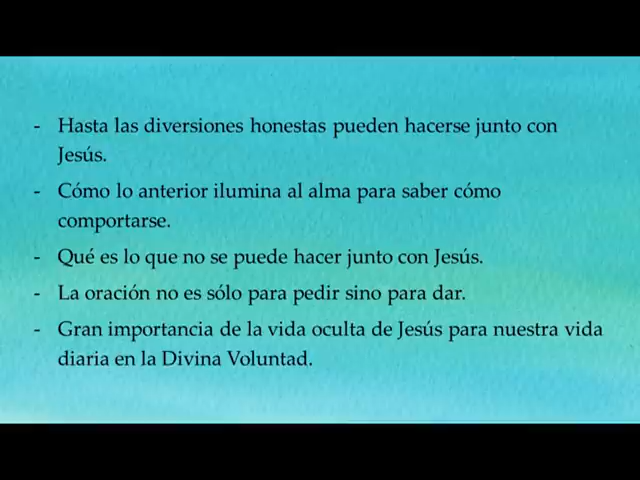 - Hasta las diversiones honestas pueden hacerse junto con
Jesús.
- Cómo lo anterior ilumina al alma para saber cómo
comportarse.
- Qué es lo que no se puede hacer junto con Jesús.
- La oración no es sólo para pedir sino para dar.
- Gran importancia de la vida oculta de Jesús para nuestra vida
diaria en la Divina Voluntad.